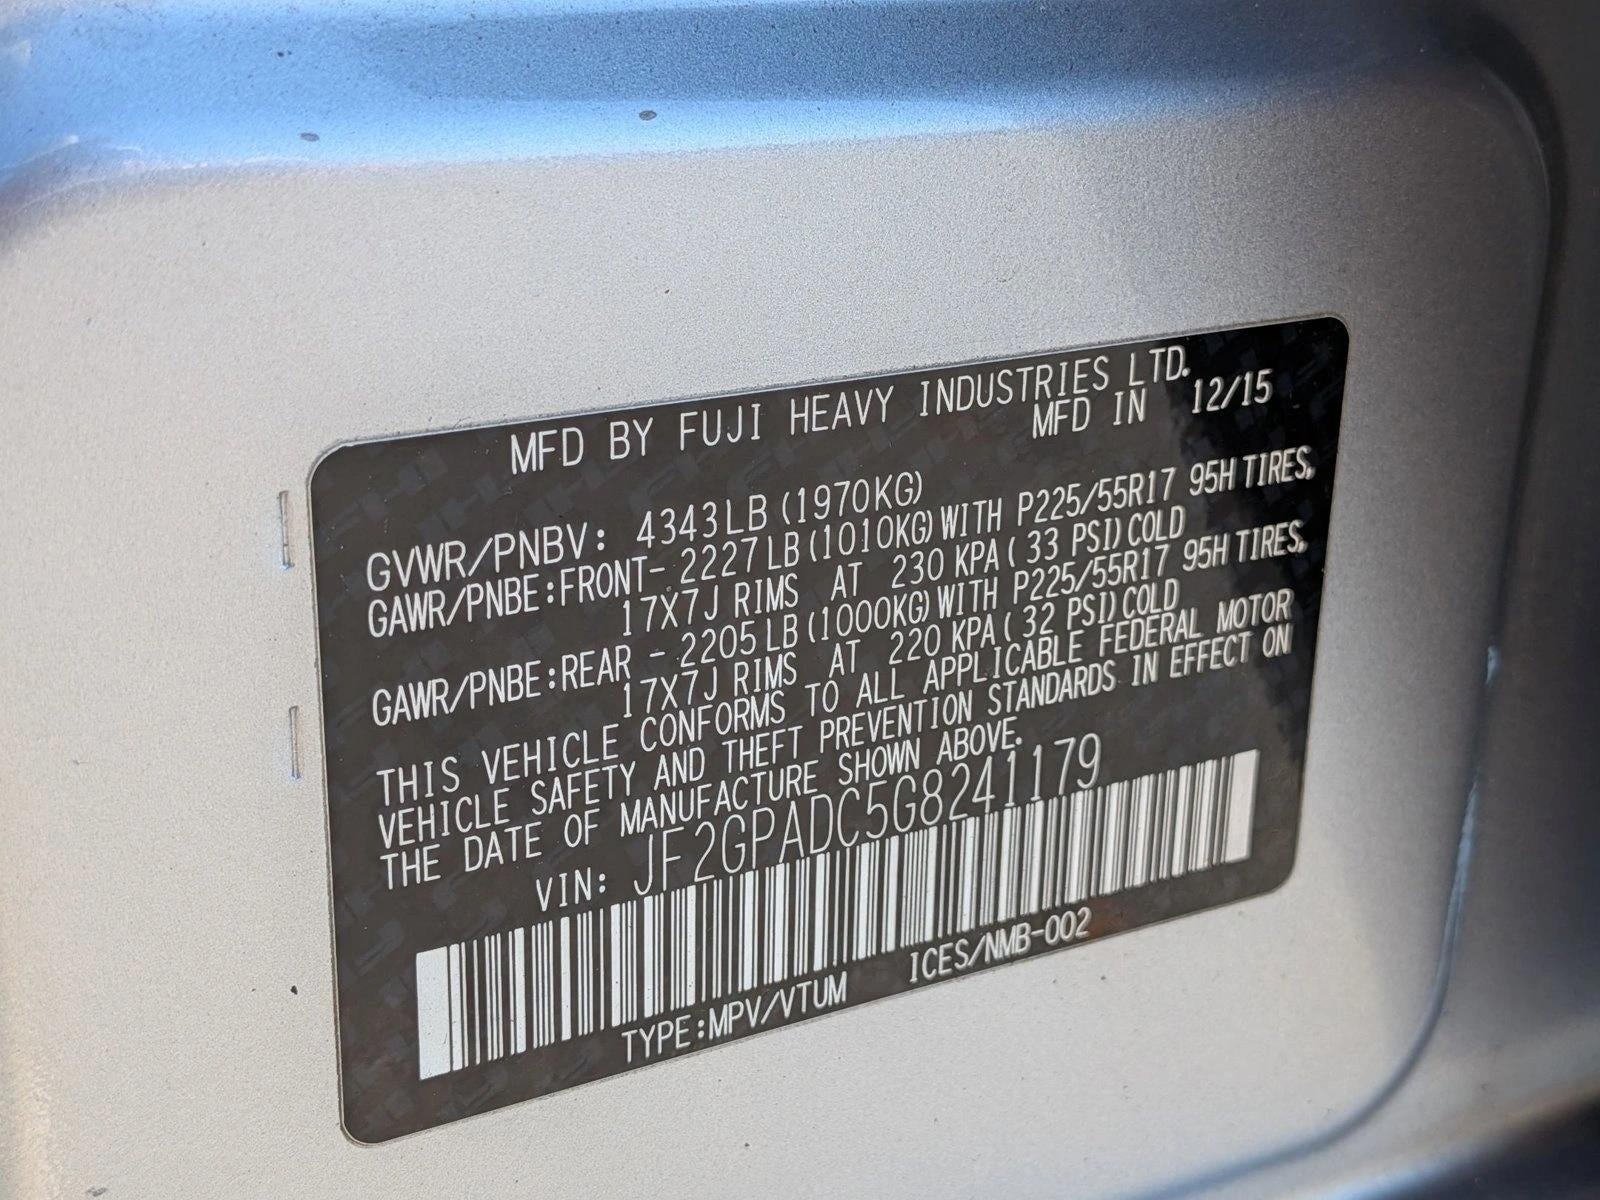 MFD BY FUJI HEAVY INDUSTRIES LTD.
MFD IN 12/15
GVWR/PNBV: 4343LB (1970KG)
GAWR/PNBE:FRONT- 2227LB (1010KG) WITH P225/55R17 95H TIRES,
17X7J RIMS AT 230 KPA( 33 PSI) COLD
GAWR/PNBE:REAR - 2205LB (1000KG) WITH P225/55R17 95H TIRES,
17X7J RIMS AT 220 KPA( 32 PSI) COLD
THIS VEHICLE CONFORMS TO ALL APPLICABLE FEDERAL MOTOR
VEHICLE SAFETY AND THEFT PREVENTION STANDARDS IN EFFECT ON
THE DATE OF MANUFACTURE SHOWN ABOVE.
VIN: JF2GPADC5G8241179
TYPE:MPV/VTUM ICES/NMB-002